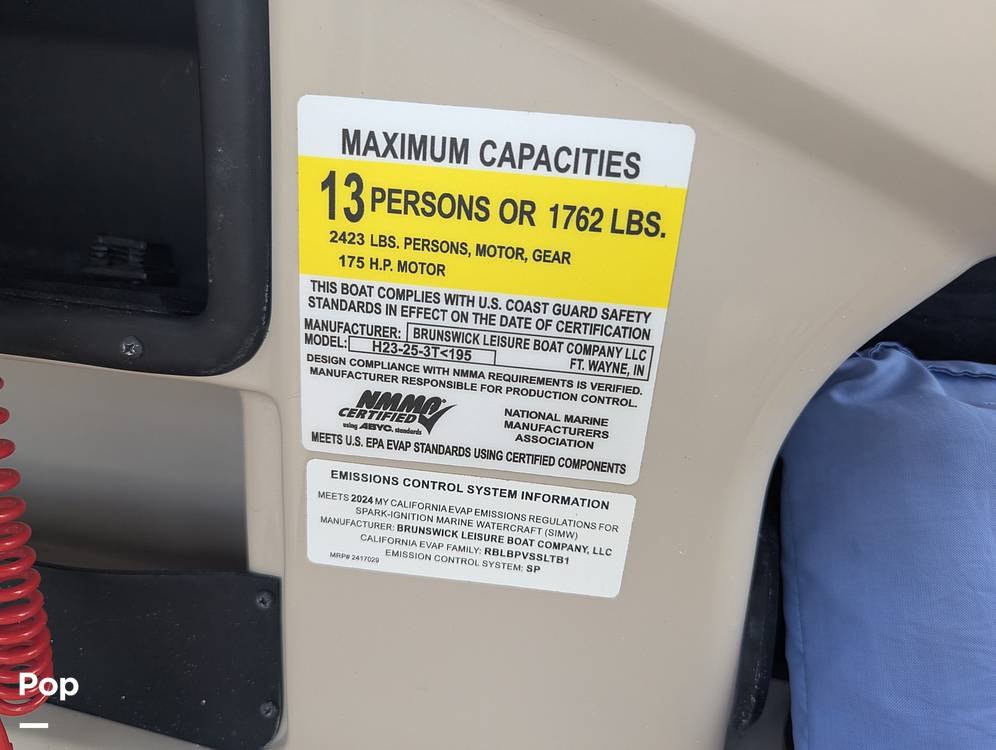 MAXIMUM CAPACITIES
13 PERSONS OR 1762 LBS.
2423 LBS. PERSONS, MOTOR, GEAR
175 H.P. MOTOR
THIS BOAT COMPLIES WITH U.S. COAST GUARD SAFETY
STANDARDS IN EFFECT ON THE DATE OF CERTIFICATION
MANUFACTURER: BRUNSWICK LEISURE BOAT COMPANY LLC
MODEL: H23-25-3T<195 FT. WAYNE, IN
DESIGN COMPLIANCE WITH NMMA REQUIREMENTS IS VERIFIED.
MANUFACTURER RESPONSIBLE FOR PRODUCTION CONTROL.
NMMA®
CERTIFIED
using ABYC. standards
NATIONAL MARINE
MANUFACTURERS
ASSOCIATION
MEETS U.S. EPA EVAP STANDARDS USING CERTIFIED COMPONENTS
EMISSIONS CONTROL SYSTEM INFORMATION
MEETS 2024 MY CALIFORNIA EVAP EMISSIONS REGULATIONS FOR
SPARK-IGNITION MARINE WATERCRAFT (SIMW)
MANUFACTURER: BRUNSWICK LEISURE BOAT COMPANY, LLC
CALIFORNIA EVAP FAMILY: RBLBPVSSLTB1
EMISSION CONTROL SYSTEM: SP
MRP# 2417029
Pop